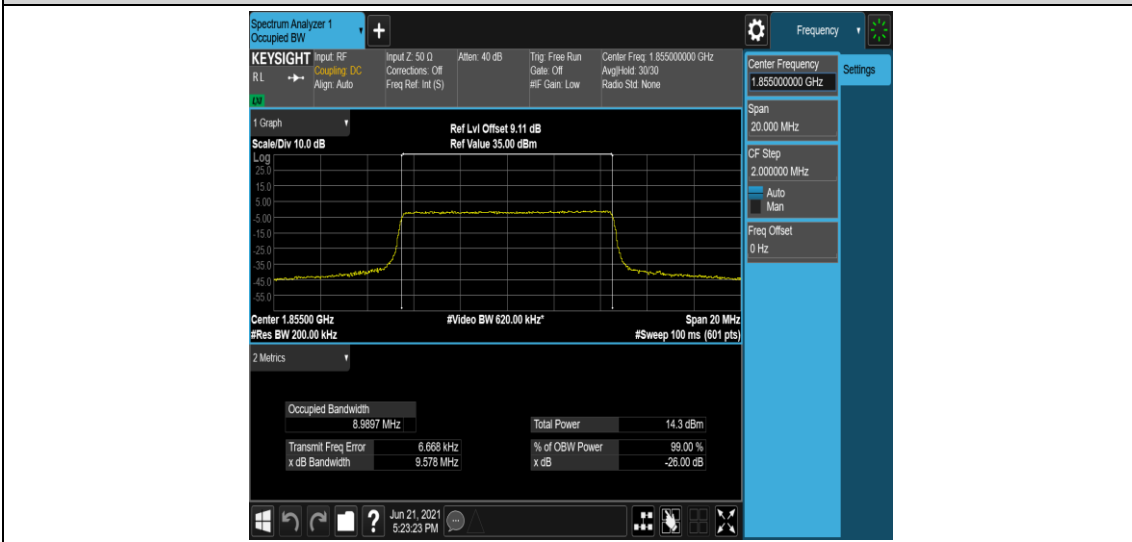 Spectrum Analyzer 1
Occupied BW
+
Frequency
KEYSIGHT
RL
LXI
Input: RF
Coupling: DC
Align: Auto
Input Z: 50 Ω
Corrections: Off
Freq Ref: Int (S)
Atten: 40 dB
Trig: Free Run
Gate: Off
#IF Gain: Low
Center Freq: 1.855000000 GHz
Avg|Hold: 30/30
Radio Std: None
Center Frequency
1.855000000 GHz
Settings
Span
20.000 MHz
CF Step
2.000000 MHz
Auto
Man
Freq Offset
0 Hz
1 Graph
Scale/Div 10.0 dB
Ref Lvl Offset 9.11 dB
Ref Value 35.00 dBm
Log
25.0
15.0
5.00
-5.00
-15.0
-25.0
-35.0
-45.0
-55.0
Center 1.85500 GHz
#Res BW 200.00 kHz
#Video BW 620.00 kHz*
Span 20 MHz
#Sweep 100 ms (601 pts)
2 Metrics
Occupied Bandwidth
8.9897 MHz
Total Power 14.3 dBm
Transmit Freq Error 6.668 kHz
% of OBW Power 99.00 %
x dB Bandwidth 9.578 MHz
x dB -26.00 dB
?
Jun 21, 2021
5:23:23 PM